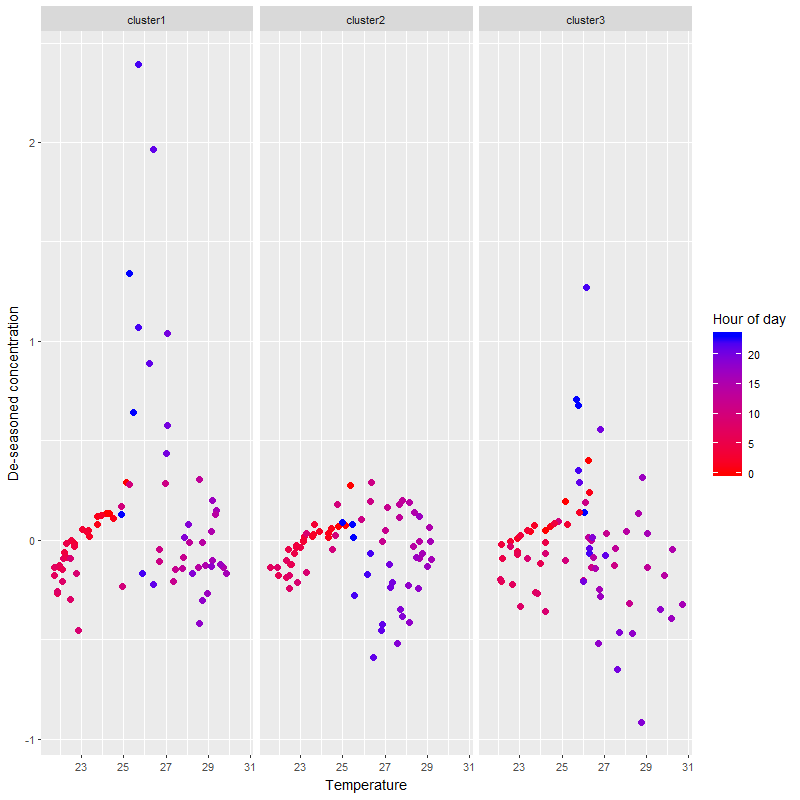 cluster1 cluster2 cluster3
De-seasoned concentration
2
1
0
-1
23 25 27 29 31 23 25 27 29 31 23 25 27 29 31
Temperature
Hour of day
20
15
10
5
0